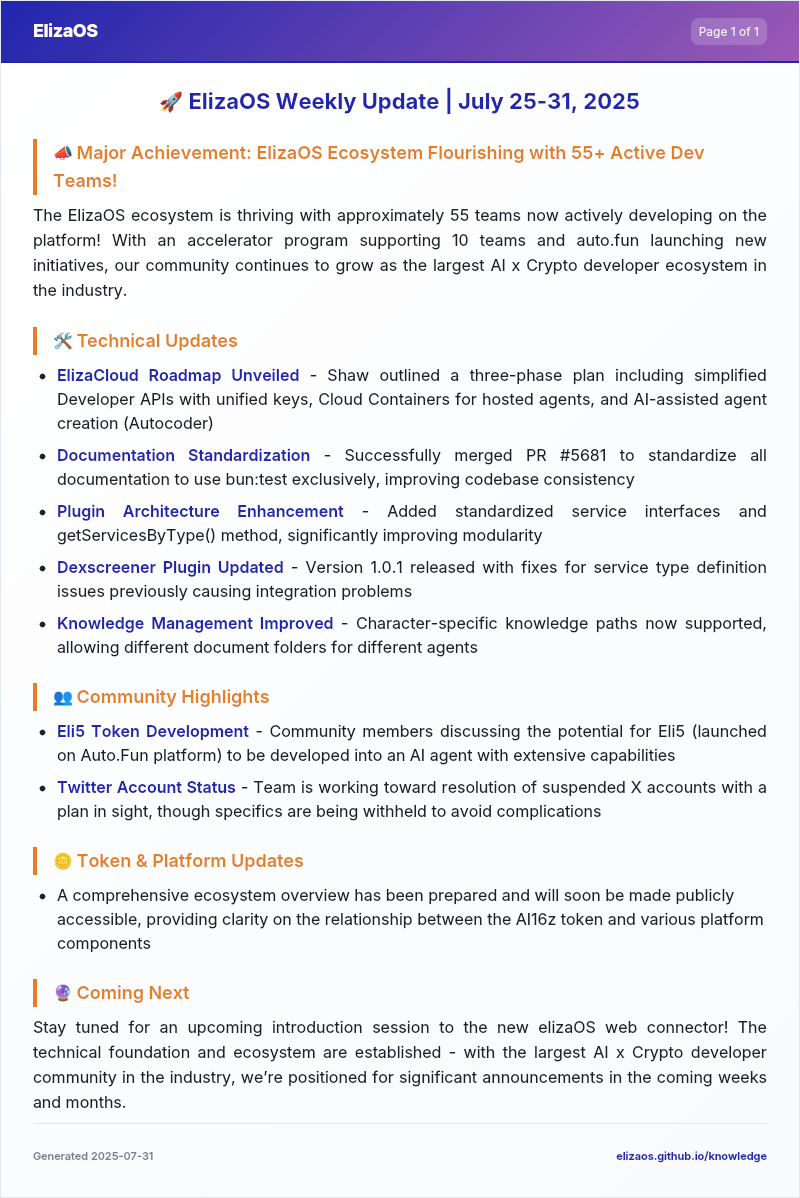 ElizaOS
Page 1 of 1
🚀 ElizaOS Weekly Update | July 25-31, 2025
📣 Major Achievement: ElizaOS Ecosystem Flourishing with 55+ Active Dev
Teams!
The ElizaOS ecosystem is thriving with approximately 55 teams now actively developing on the
platform! With an accelerator program supporting 10 teams and auto.fun launching new
initiatives, our community continues to grow as the largest AI x Crypto developer ecosystem in
the industry.
🛠️ Technical Updates
• ElizaCloud Roadmap Unveiled - Shaw outlined a three-phase plan including simplified
Developer APIs with unified keys, Cloud Containers for hosted agents, and AI-assisted agent
creation (Autocoder)
• Documentation Standardization - Successfully merged PR #5681 to standardize all
documentation to use bun:test exclusively, improving codebase consistency
• Plugin Architecture Enhancement - Added standardized service interfaces and
getServicesByType() method, significantly improving modularity
• Dexscreener Plugin Updated - Version 1.0.1 released with fixes for service type definition
issues previously causing integration problems
• Knowledge Management Improved - Character-specific knowledge paths now supported,
allowing different document folders for different agents
👥 Community Highlights
• Eli5 Token Development - Community members discussing the potential for Eli5 (launched
on Auto.Fun platform) to be developed into an AI agent with extensive capabilities
• Twitter Account Status - Team is working toward resolution of suspended X accounts with a
plan in sight, though specifics are being withheld to avoid complications
🪙 Token & Platform Updates
• A comprehensive ecosystem overview has been prepared and will soon be made publicly
accessible, providing clarity on the relationship between the AI16z token and various platform
components
🔮 Coming Next
Stay tuned for an upcoming introduction session to the new elizaOS web connector! The
technical foundation and ecosystem are established - with the largest AI x Crypto developer
community in the industry, we're positioned for significant announcements in the coming weeks
and months.
Generated 2025-07-31
elizaos.github.io/knowledge